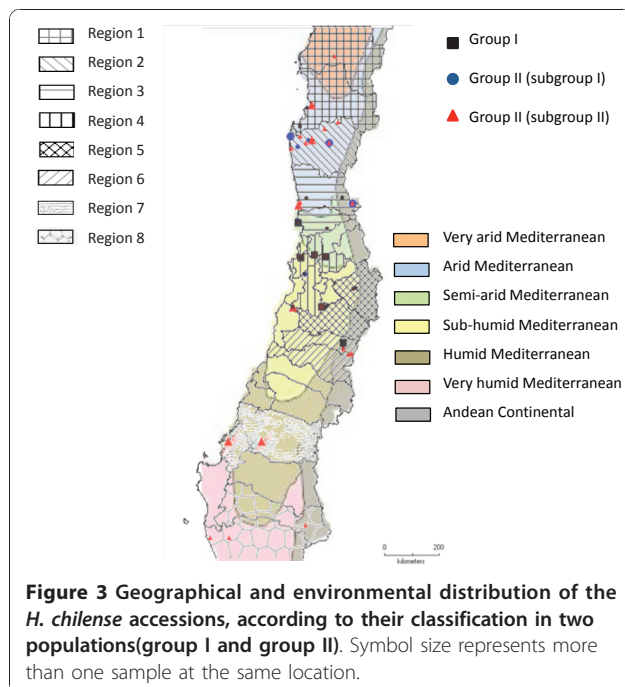 Region 1
Region 2
Region 3
Region 4
Region 5
Region 6
Region 7
Region 8
Group I
Group II (subgroup I)
Group II (subgroup II)
Very arid Mediterranean
Arid Mediterranean
Semi-arid Mediterranean
Sub-humid Mediterranean
Humid Mediterranean
Very humid Mediterranean
Andean Continental
0 200
kilometers
Figure 3 Geographical and environmental distribution of the
H. chilense accessions, according to their classification in two
populations(group I and group II). Symbol size represents more
than one sample at the same location.